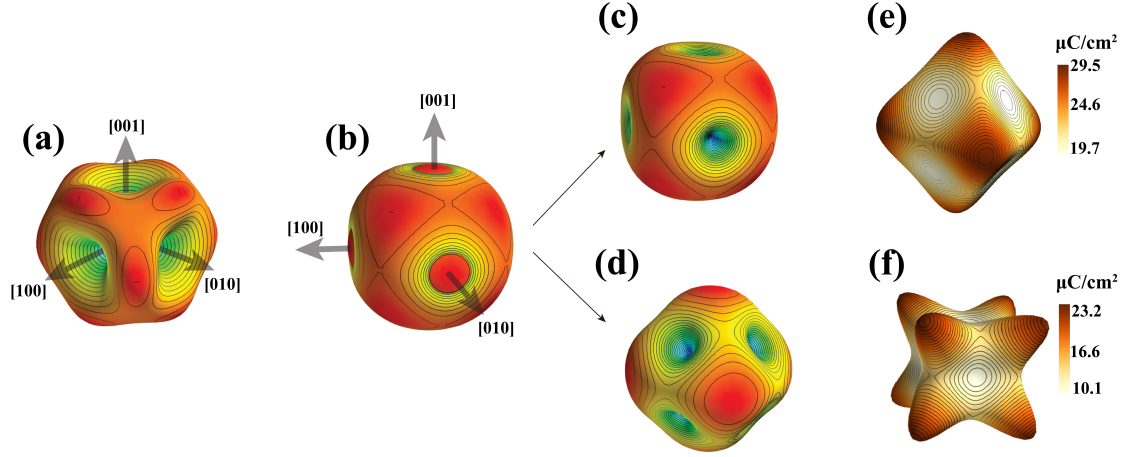 (a)
[001]
[100]
[010]
(b)
[001]
[100]
[010]
(c)
(d)
(e)
μC/cm²
29.5
24.6
19.7
(f)
μC/cm²
23.2
16.6
10.1